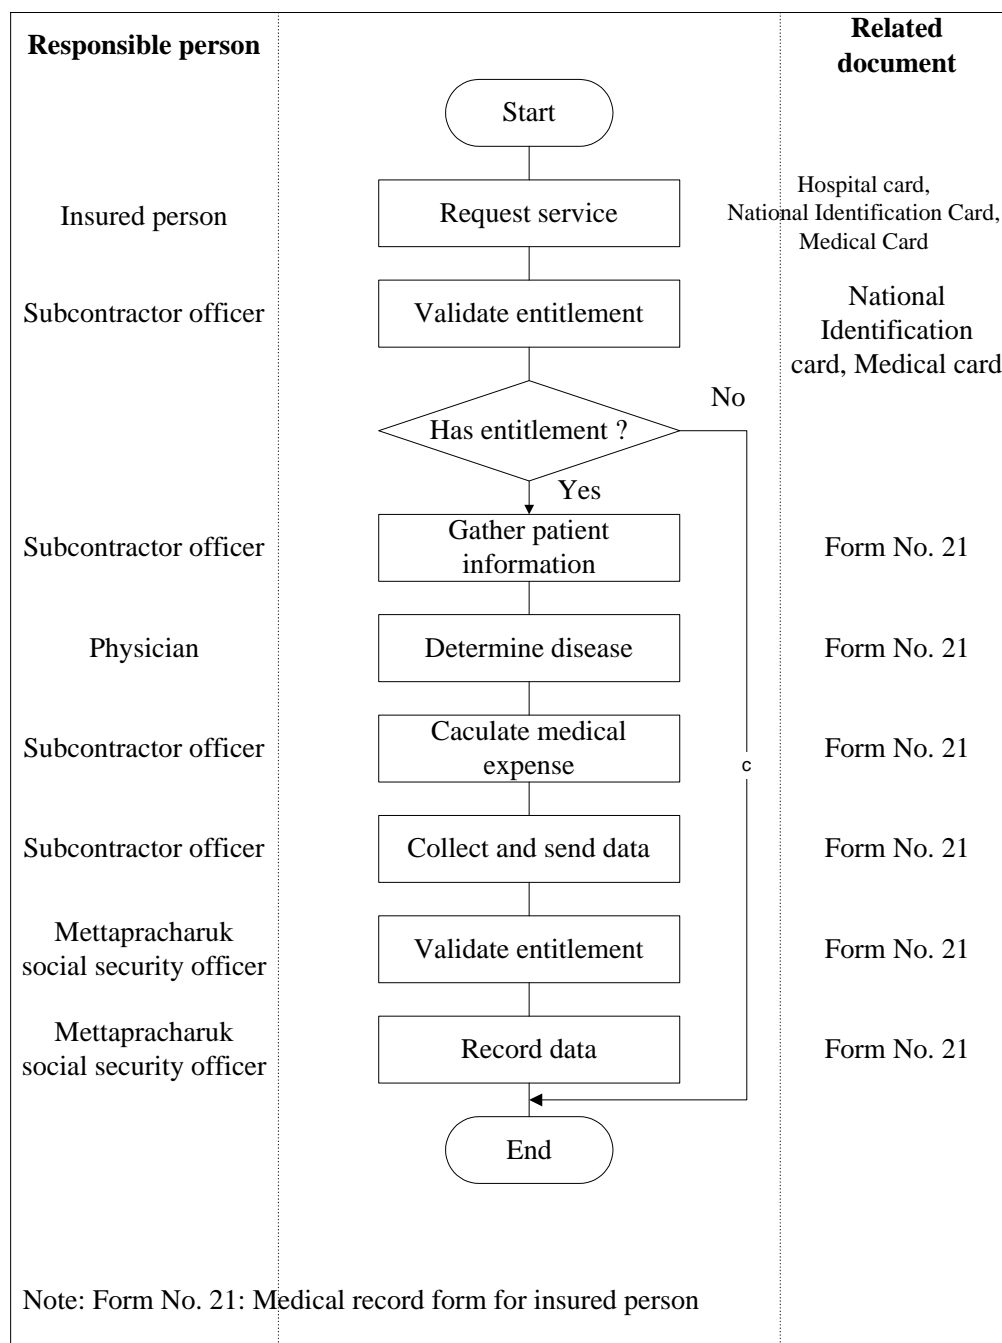 Responsible person
Related
document
Start
Insured person
Request service
Hospital card,
National Identification Card,
Medical Card
Subcontractor officer
Validate entitlement
National
Identification
card, Medical card
No
Has entitlement ?
Yes
Subcontractor officer
Gather patient
information
Form No. 21
Physician
Determine disease
Form No. 21
Subcontractor officer
Caculate medical
expense
Form No. 21
c
Subcontractor officer
Collect and send data
Form No. 21
Mettapracharuk
social security officer
Validate entitlement
Form No. 21
Mettapracharuk
social security officer
Record data
Form No. 21
End
Note: Form No. 21: Medical record form for insured person